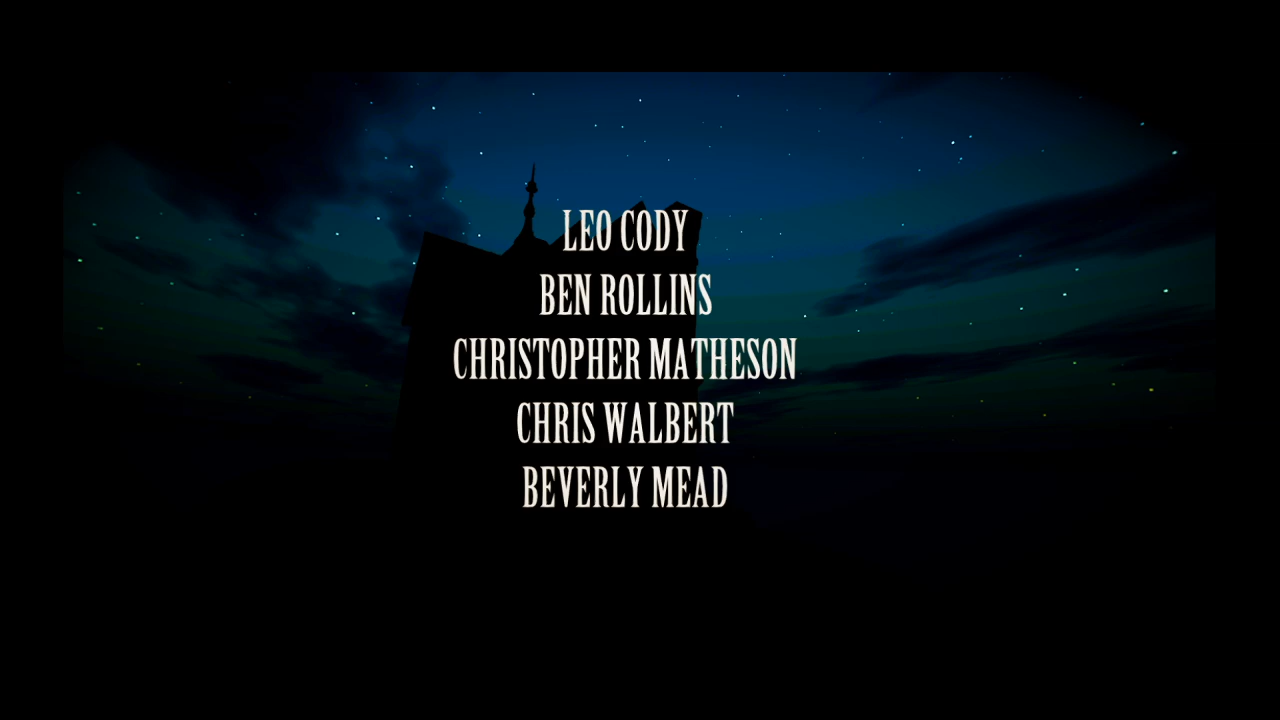 LEO CODY
BEN ROLLINS
CHRISTOPHER MATHESON
CHRIS WALBERT
BEVERLY MEAD